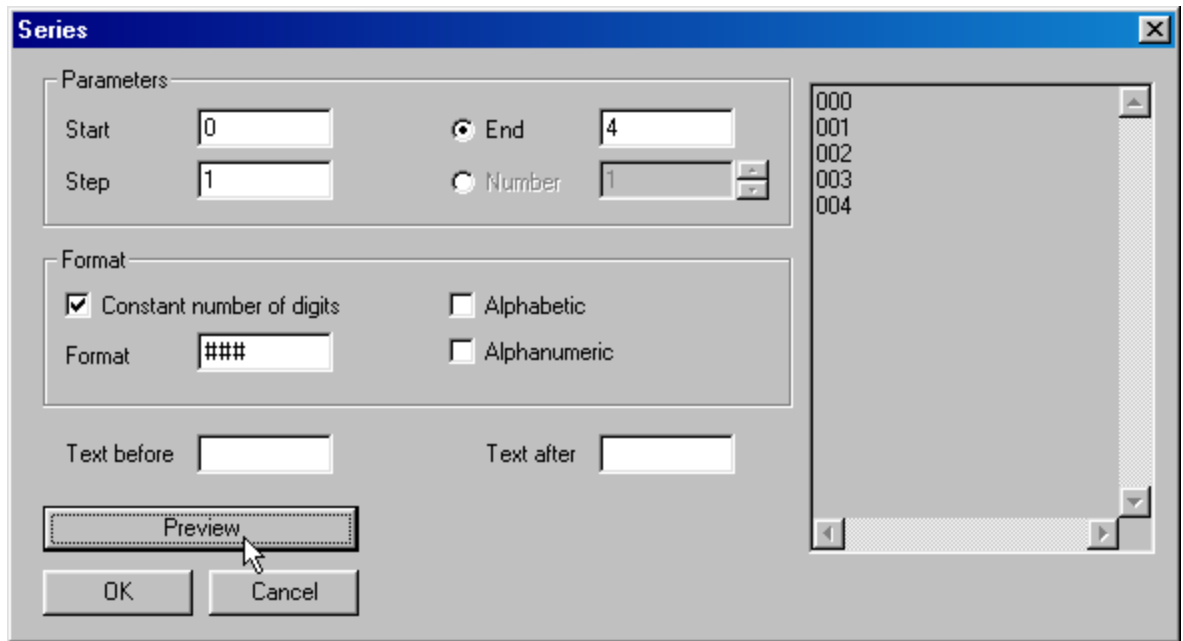 Series
Parameters
Start 0 End 4
Step 1 Number 1
Format
Constant number of digits Alphabetic
Format ### Alphanumeric
Text before Text after
Preview
OK Cancel
000
001
002
003
004